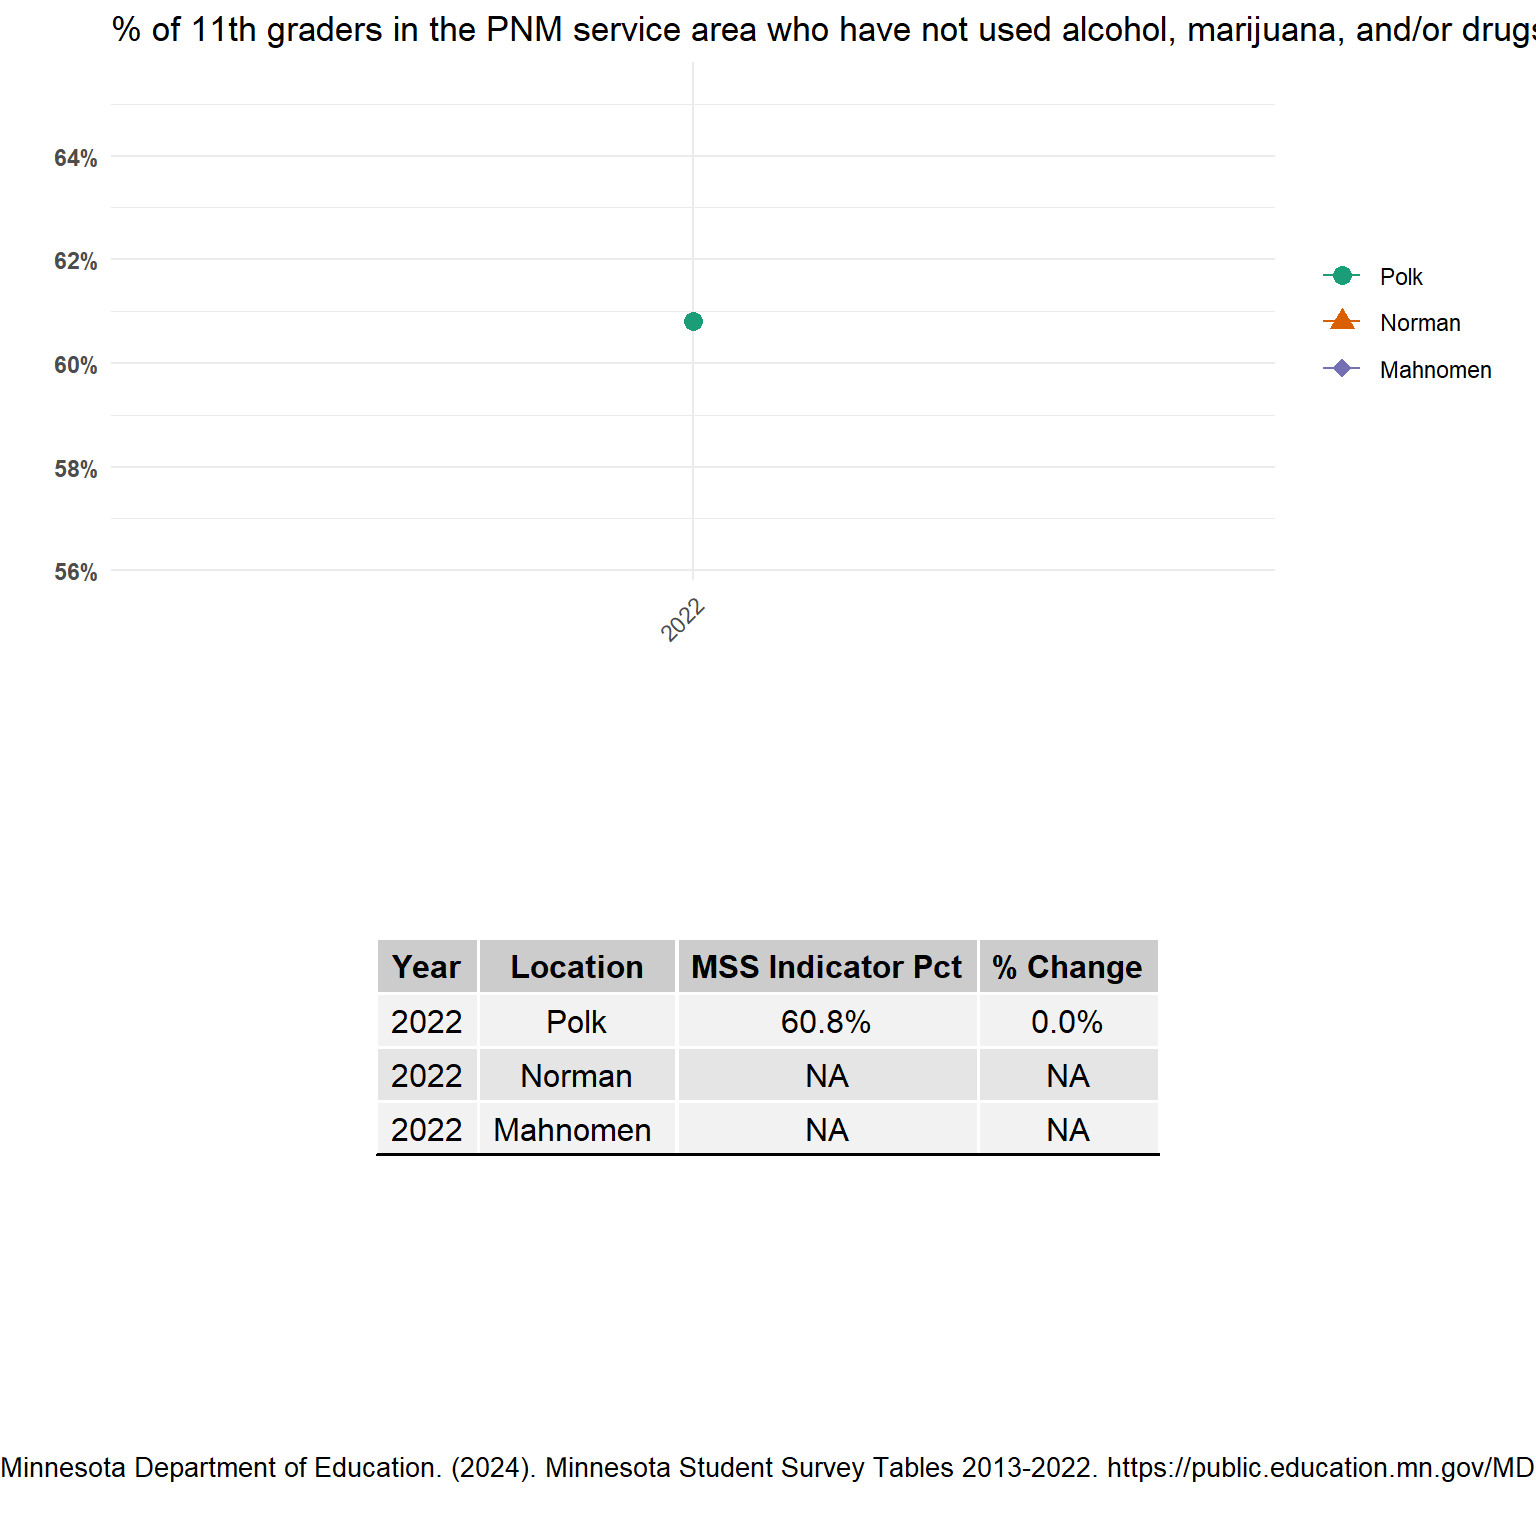 % of 11th graders in the PNM service area who have not used alcohol, marijuana, and/or drugs
64%
62%
60%
58%
56%
2022
Polk
Norman
Mahnomen
Year Location MSS Indicator Pct % Change
2022 Polk 60.8% 0.0%
2022 Norman NA NA
2022 Mahnomen NA NA
Minnesota Department of Education. (2024). Minnesota Student Survey Tables 2013-2022. https://public.education.mn.gov/MD